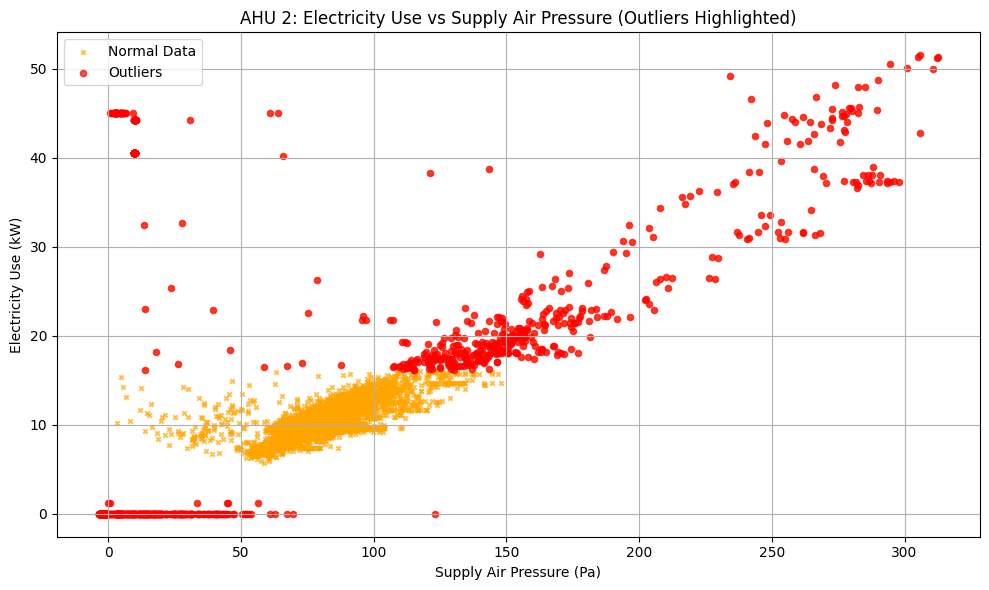 AHU 2: Electricity Use vs Supply Air Pressure (Outliers Highlighted)
Normal Data
Outliers
Electricity Use (kW)
50
40
30
20
10
0
0 50 100 150 200 250 300
Supply Air Pressure (Pa)